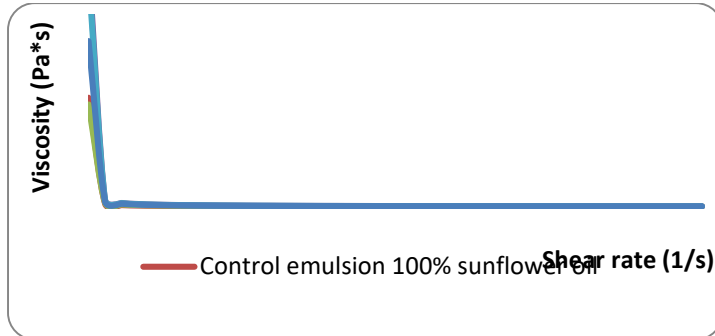 Viscosity (Pa*s)
Shear rate (1/s)
Control emulsion 100% sunflower oil